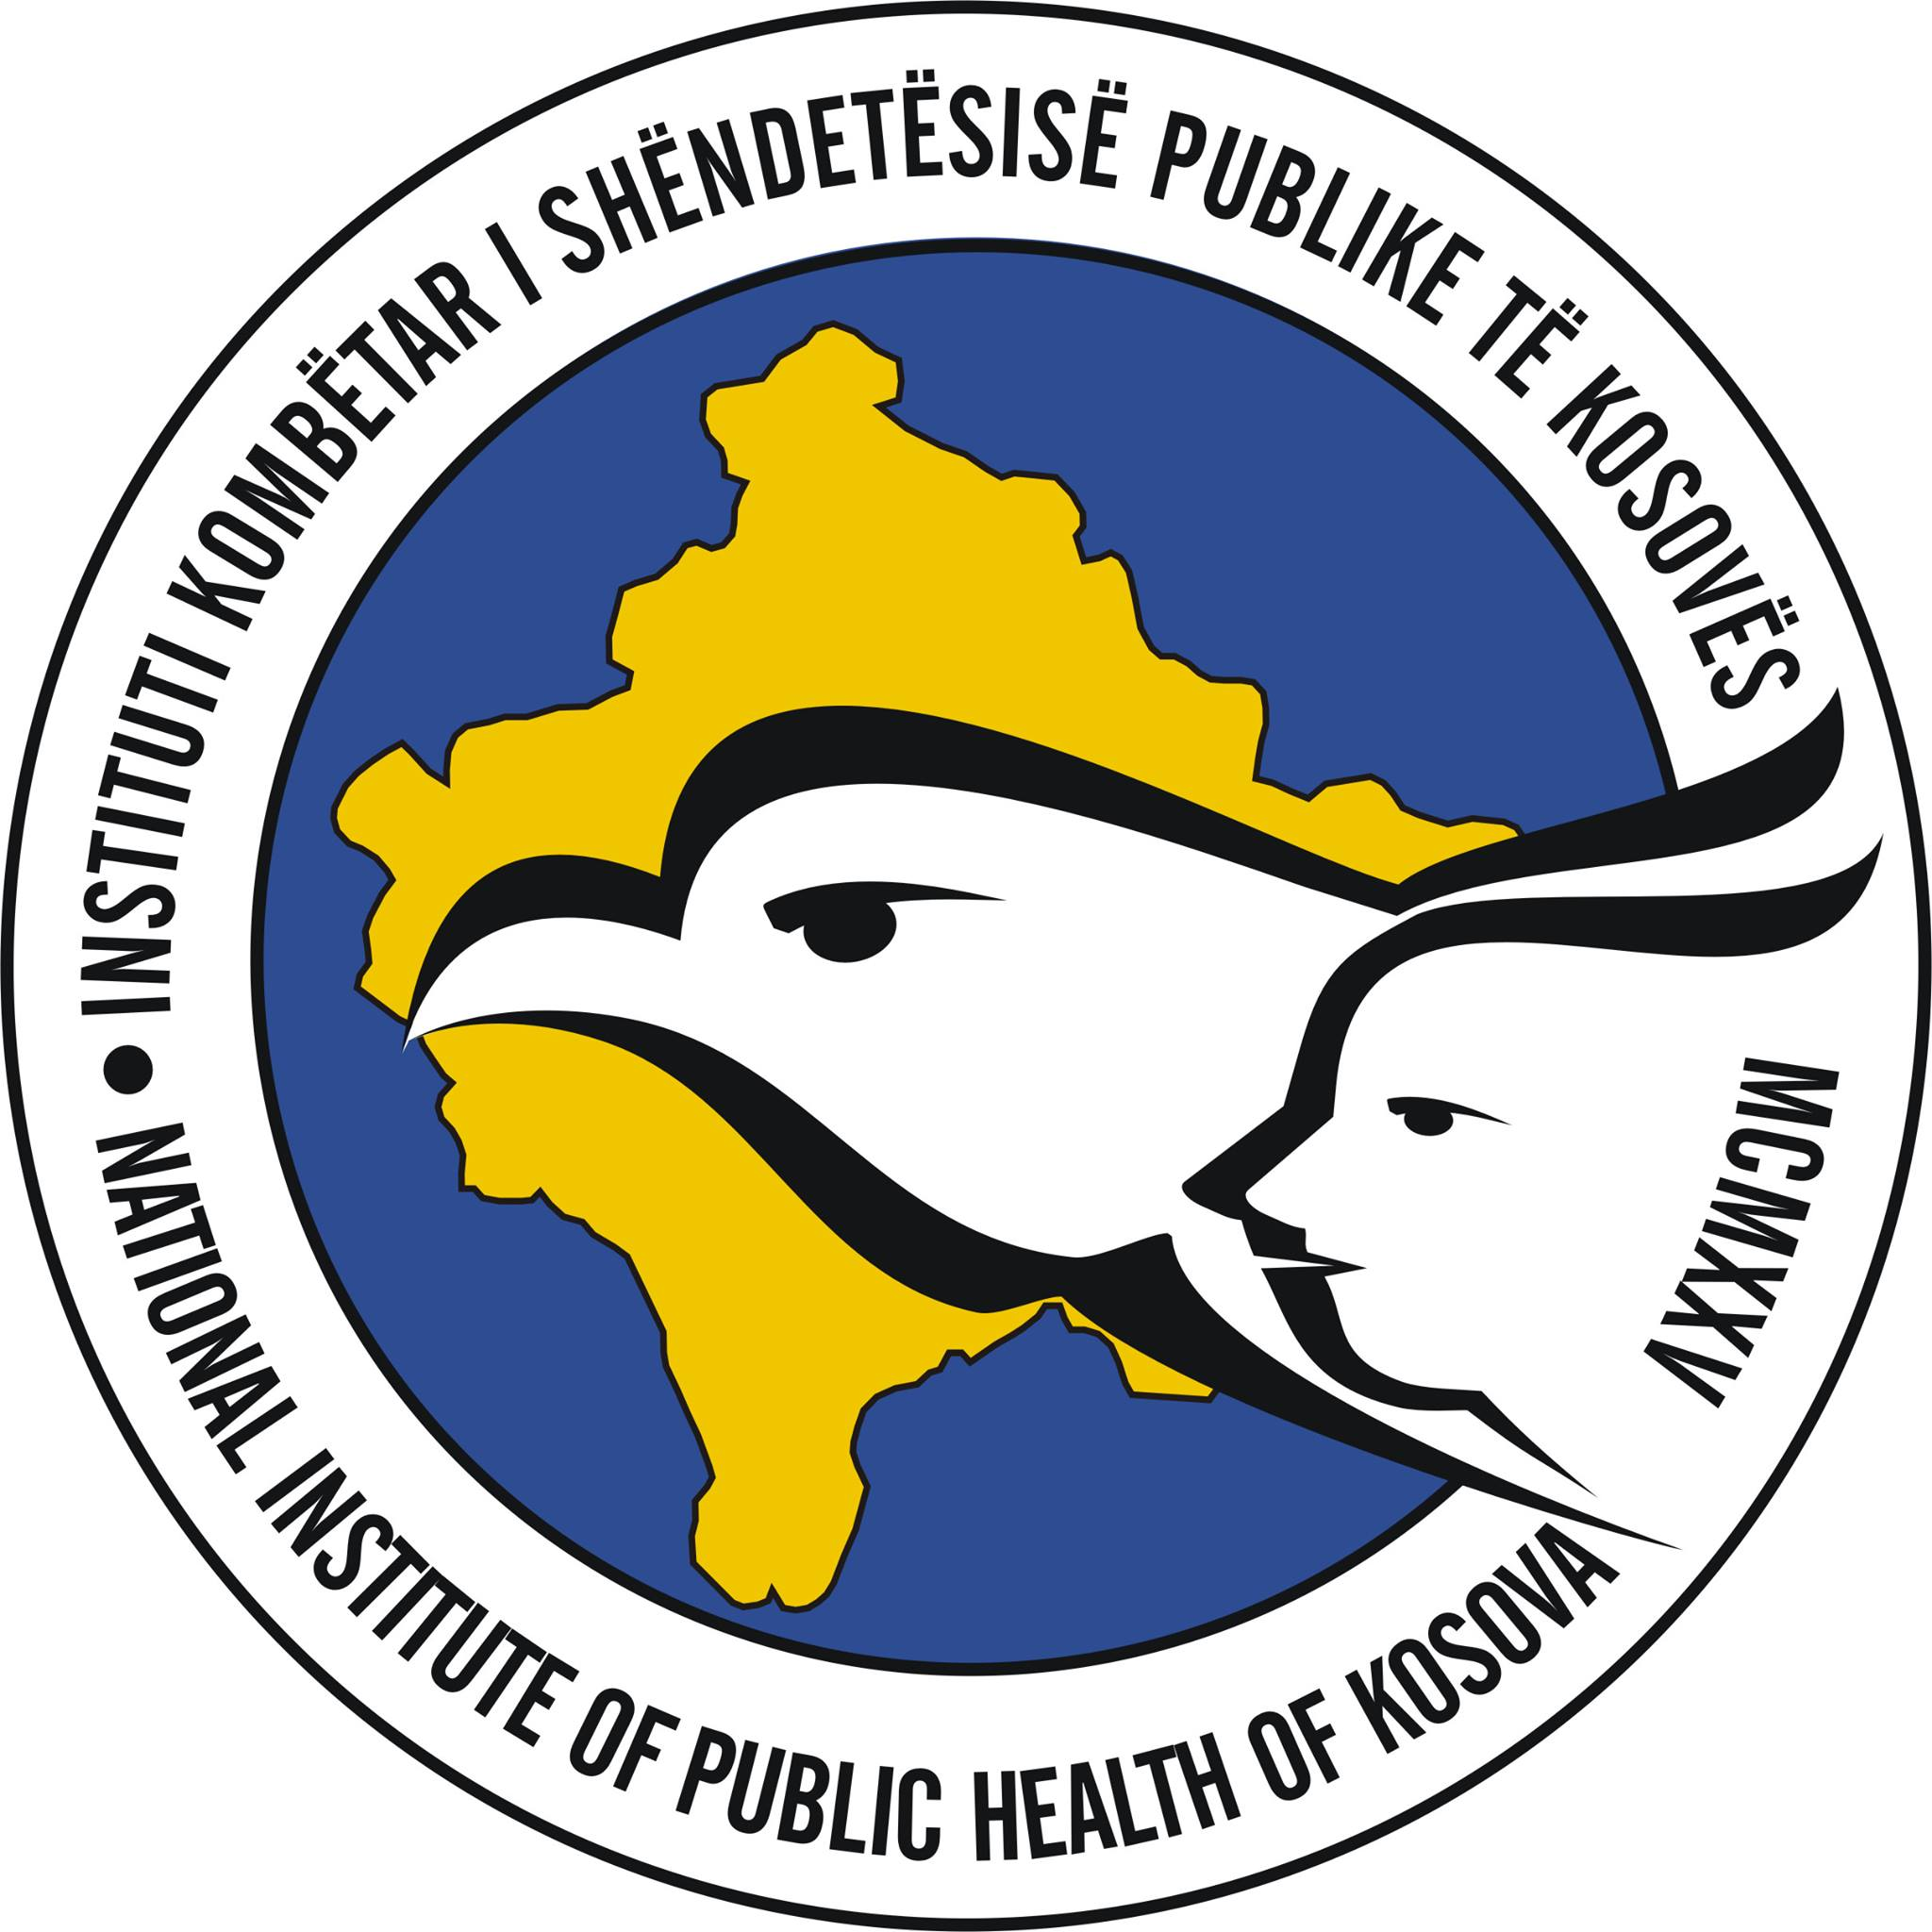 INSTITUTI KOMBËTAR I SHËNDETËSISË PUBLIKE TË KOSOVËS
MCMXXV
NATIONAL INSTITUTE OF PUBLIC HEALTH OF KOSOVA